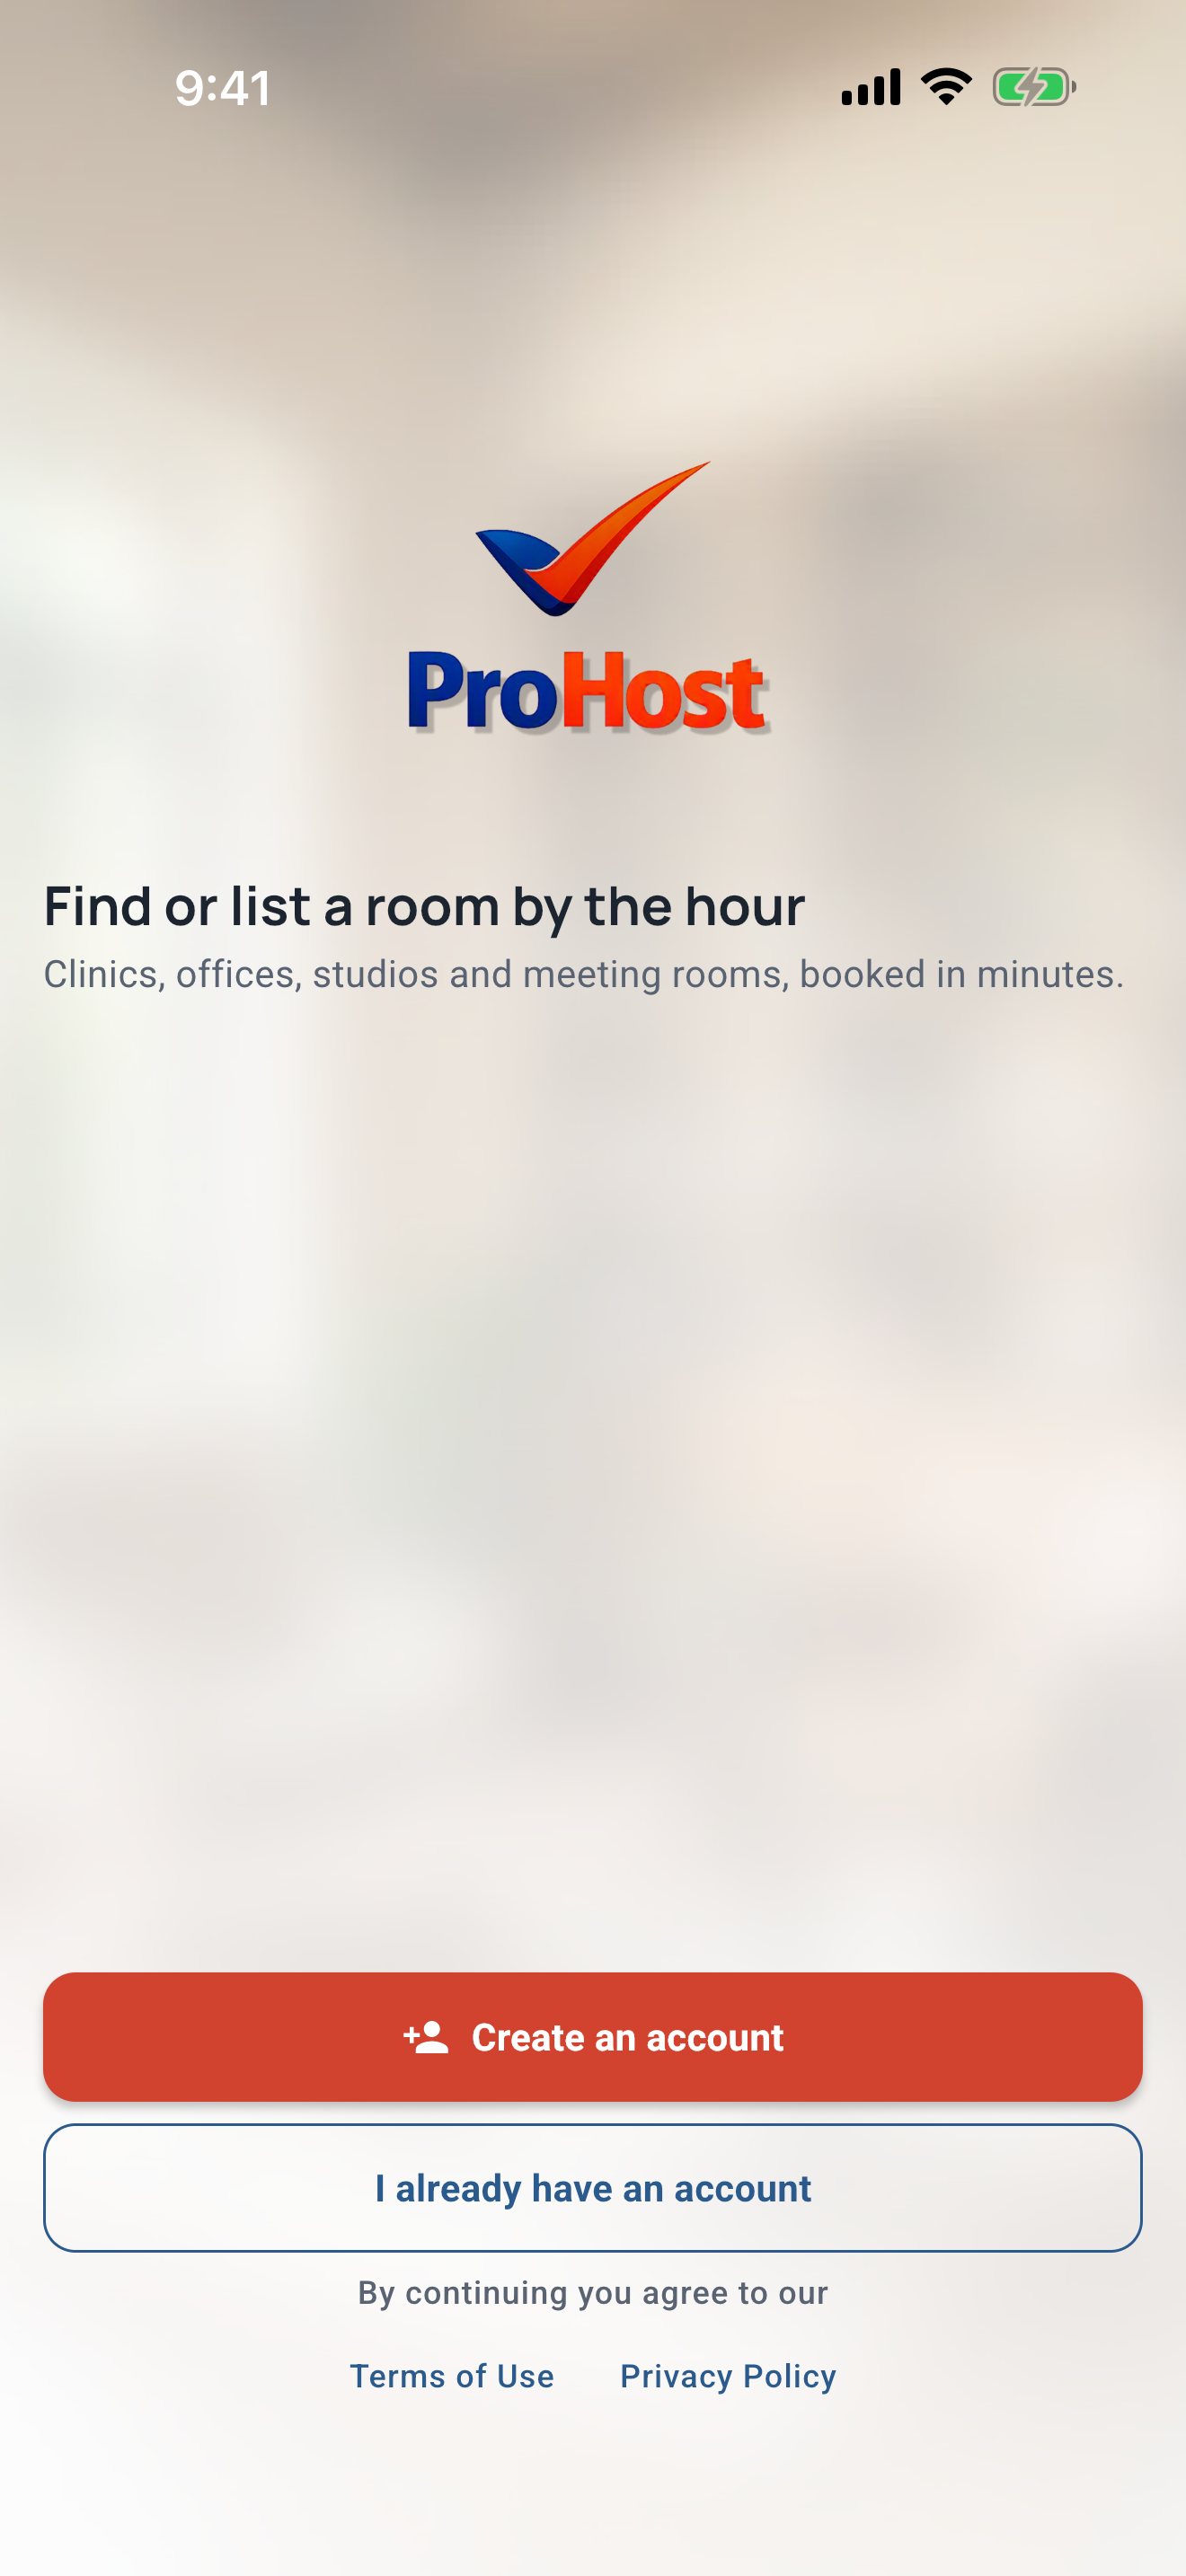 9:41
ProHost
Find or list a room by the hour
Clinics, offices, studios and meeting rooms, booked in minutes.
Create an account
I already have an account
By continuing you agree to our
Terms of Use Privacy Policy